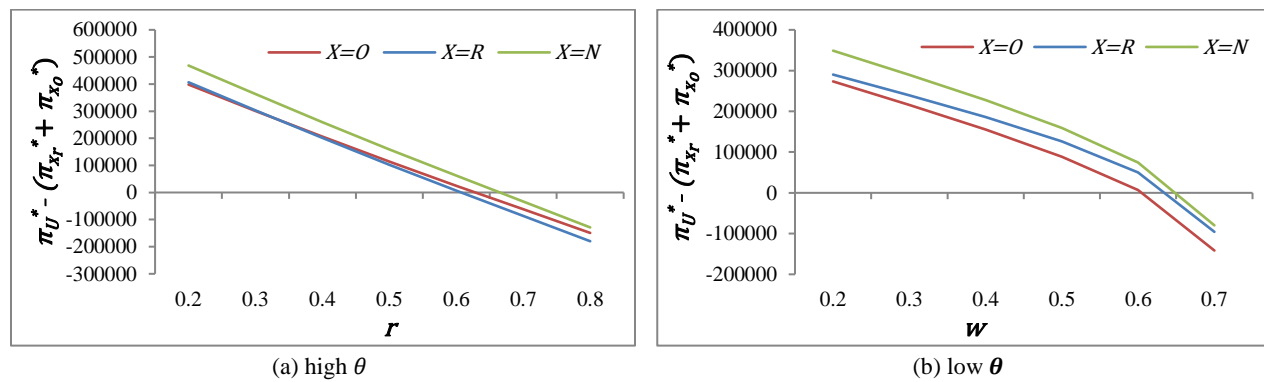 600000
500000
400000
300000
200000
100000
0
-100000
-200000
-300000
π_U* - (π_{x_r}* + π_{x_o}*)
X=O X=R X=N
0.2 0.3 0.4 0.5 0.6 0.7 0.8
r
(a) high θ
400000
300000
200000
100000
0
-100000
-200000
π_U* - (π_{x_r}* + π_{x_o}*)
X=O X=R X=N
0.2 0.3 0.4 0.5 0.6 0.7
w
(b) low θ